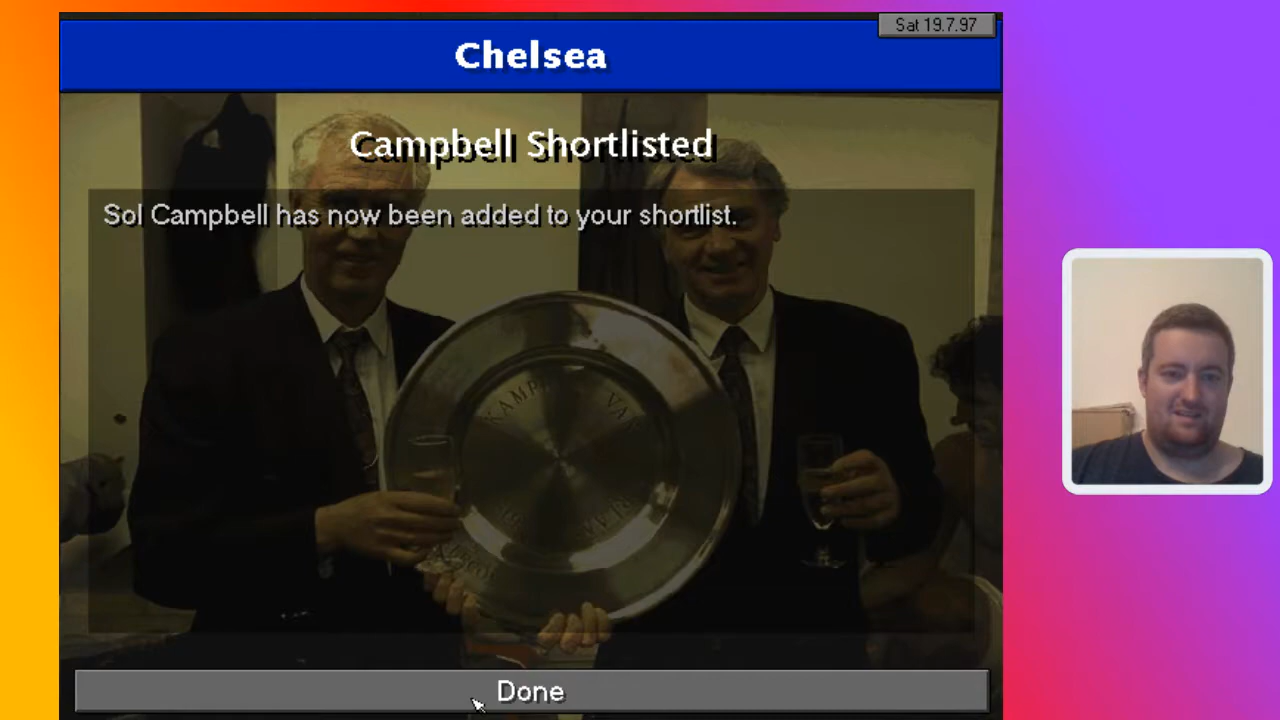 Sat 19.7.97
Chelsea
Campbell Shortlisted
Sol Campbell has now been added to your shortlist.
Done